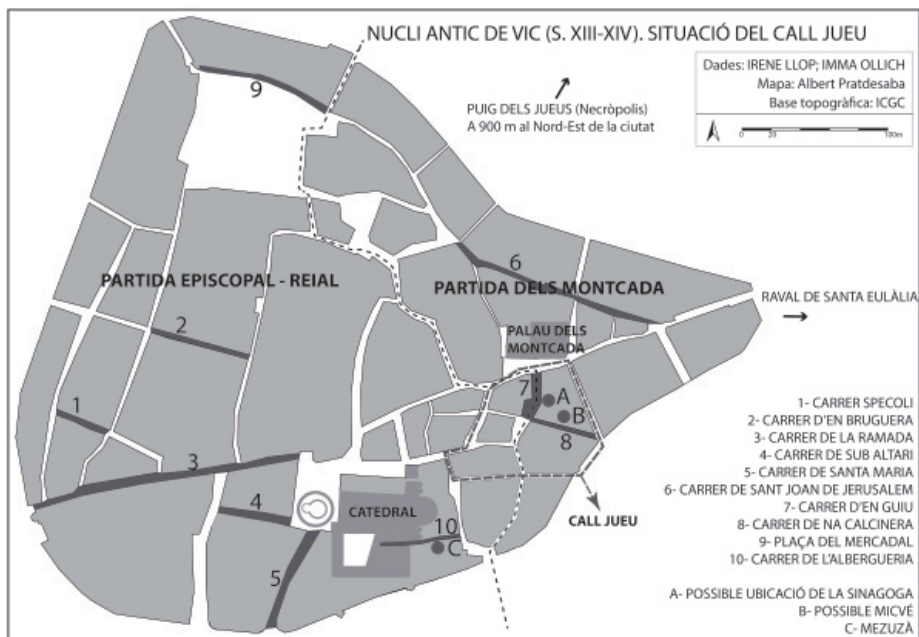 NUCLI ANTIC DE VIC (S. XIII-XIV). SITUACIÓ DEL CALL JUEU
Dades: IRENE LLOP; IMMA OLLICH
Mapa: Albert Pratdesaba
Base topogràfica: ICGC
0 20 100m
PUIG DELS JUEUS (Necròpolis)
A 900 m al Nord-Est de la ciutat
9
PARTIDA EPISCOPAL - REIAL
6
PARTIDA DELS MONTCADA
RAVAL DE SANTA EULÀLIA
2
PALAU DELS
MONTCADA
7
A
B
8
1
3
4
CATEDRAL
10
C
5
CALL JUEU
1- CARRER SPECOLI
2- CARRER D'EN BRUGUERA
3- CARRER DE LA RAMADA
4- CARRER DE SUB ALTARI
5- CARRER DE SANTA MARIA
6- CARRER DE SANT JOAN DE JERUSALEM
7- CARRER D'EN GUIU
8- CARRER DE NA CALCINERA
9- PLAÇA DEL MERCADAL
10- CARRER DE L'ALBERGUERIA
A- POSSIBLE UBICACIÓ DE LA SINAGOGA
B- POSSIBLE MICVÉ
C- MEZUZÀ